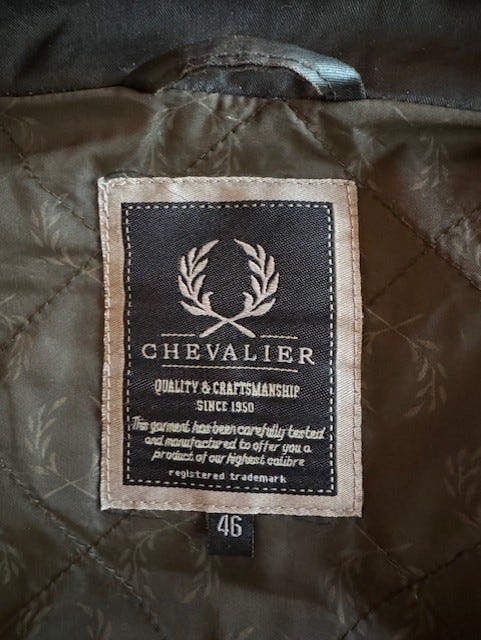 CHEVALIER
QUALITY & CRAFTSMANSHIP
SINCE 1950
This garment has been carefully tested
and manufactured to offer you a
product of our highest calibre
registered trademark
46